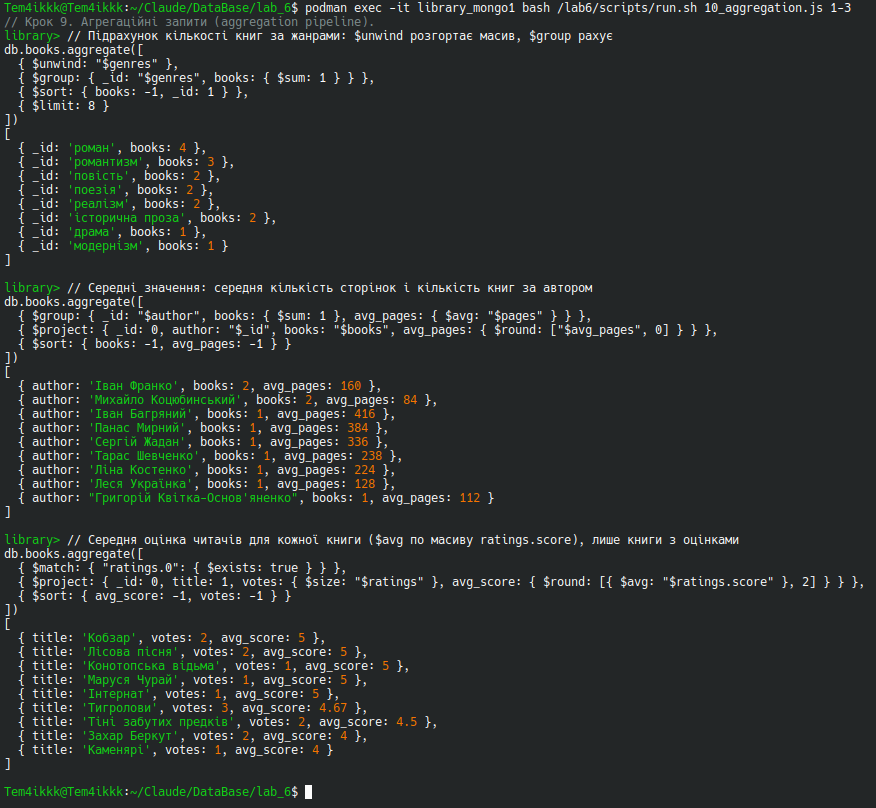 Tem4ikkk@Tem4ikkk:~/Claude/DataBase/lab_6$ podman exec -it library_mongo1 bash /lab6/scripts/run.sh 10_aggregation.js 1-3
// Крок 9. Агрегаційні запити (aggregation pipeline).
library> // Підрахунок кількості книг за жанрами: $unwind розгортає масив, $group рахує
db.books.aggregate([
  { $unwind: "$genres" },
  { $group: { _id: "$genres", books: { $sum: 1 } } },
  { $sort: { books: -1, _id: 1 } },
  { $limit: 8 }
])
[
  { _id: 'роман', books: 4 },
  { _id: 'романтизм', books: 3 },
  { _id: 'повість', books: 2 },
  { _id: 'поезія', books: 2 },
  { _id: 'реалізм', books: 2 },
  { _id: 'історична проза', books: 2 },
  { _id: 'драма', books: 1 },
  { _id: 'модернізм', books: 1 }
]
library> // Середні значення: середня кількість сторінок і кількість книг за автором
db.books.aggregate([
  { $group: { _id: "$author", books: { $sum: 1 }, avg_pages: { $avg: "$pages" } } },
  { $project: { _id: 0, author: "$_id", books: "$books", avg_pages: { $round: ["$avg_pages", 0] } } },
  { $sort: { books: -1, avg_pages: -1 } }
])
[
  { author: 'Іван Франко', books: 2, avg_pages: 160 },
  { author: 'Михайло Коцюбинський', books: 2, avg_pages: 84 },
  { author: 'Іван Багряний', books: 1, avg_pages: 416 },
  { author: 'Панас Мирний', books: 1, avg_pages: 384 },
  { author: 'Сергій Жадан', books: 1, avg_pages: 336 },
  { author: 'Тарас Шевченко', books: 1, avg_pages: 238 },
  { author: 'Ліна Костенко', books: 1, avg_pages: 224 },
  { author: 'Леся Українка', books: 1, avg_pages: 128 },
  { author: "Григорій Квітка-Основ'яненко", books: 1, avg_pages: 112 }
]
library> // Середня оцінка читачів для кожної книги ($avg по масиву ratings.score), лише книги з оцінками
db.books.aggregate([
  { $match: { "ratings.0": { $exists: true } } },
  { $project: { _id: 0, title: 1, votes: { $size: "$ratings" }, avg_score: { $round: [{ $avg: "$ratings.score" }, 2] } } },
  { $sort: { avg_score: -1, votes: -1 } }
])
[
  { title: 'Кобзар', votes: 2, avg_score: 5 },
  { title: 'Лісова пісня', votes: 2, avg_score: 5 },
  { title: 'Конотопська відьма', votes: 1, avg_score: 5 },
  { title: 'Маруся Чурай', votes: 1, avg_score: 5 },
  { title: 'Інтернат', votes: 1, avg_score: 5 },
  { title: 'Тигролови', votes: 3, avg_score: 4.67 },
  { title: 'Тіні забутих предків', votes: 2, avg_score: 4.5 },
  { title: 'Захар Беркут', votes: 2, avg_score: 4 },
  { title: 'Каменярі', votes: 1, avg_score: 4 }
]
Tem4ikkk@Tem4ikkk:~/Claude/DataBase/lab_6$